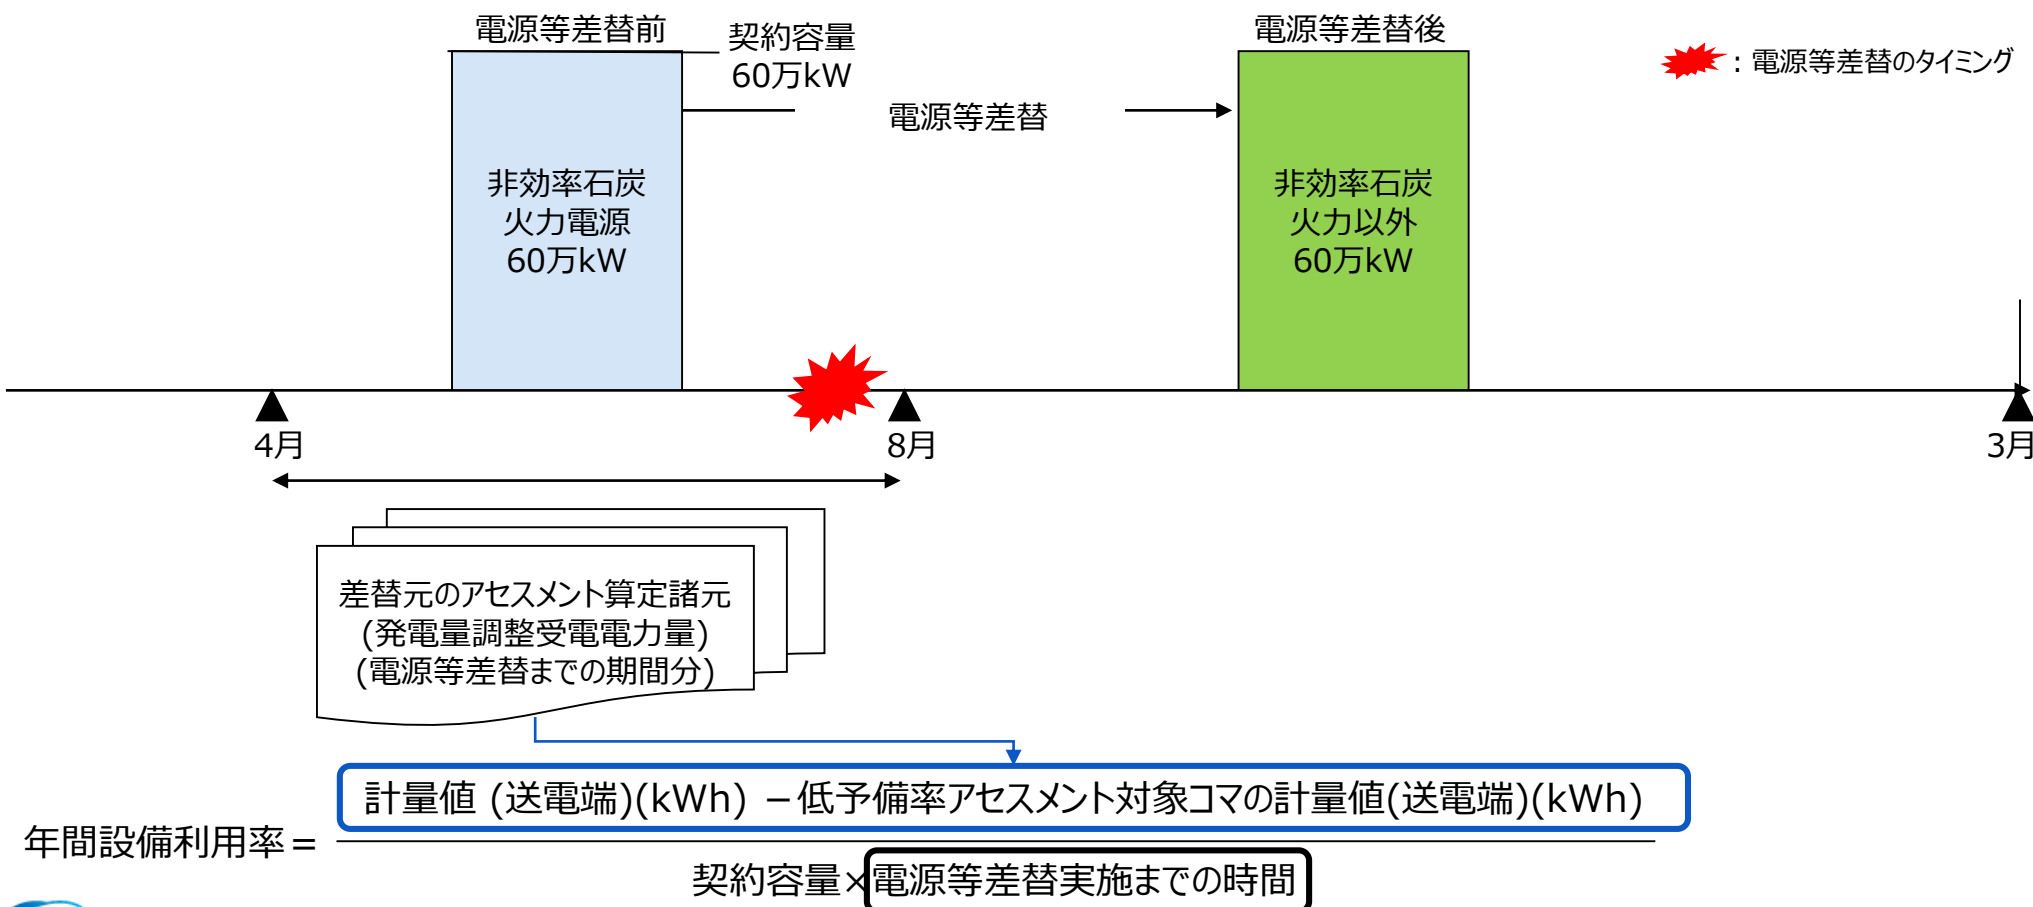 電源等差替前
契約容量
60万kW
電源等差替後
：電源等差替のタイミング
電源等差替
非効率石炭
火力電源
60万kW
非効率石炭
火力以外
60万kW
4月
8月
3月
差替元のアセスメント算定諸元
(発電量調整受電電力量)
(電源等差替までの期間分)
計量値 (送電端)(kWh) －低予備率アセスメント対象コマの計量値(送電端)(kWh)
年間設備利用率＝
契約容量×電源等差替実施までの時間